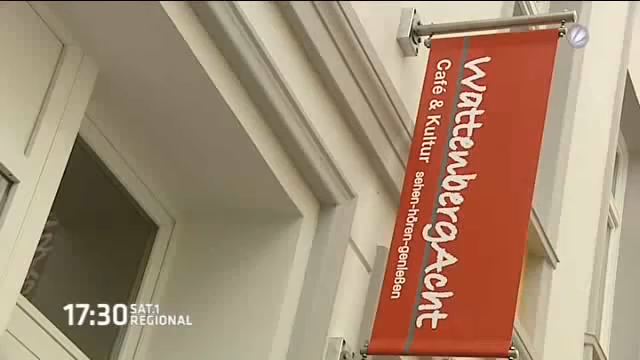 WattenbergAcht
Café & Kultur sehen-hören-genießen
17:30 SAT.1
REGIONAL